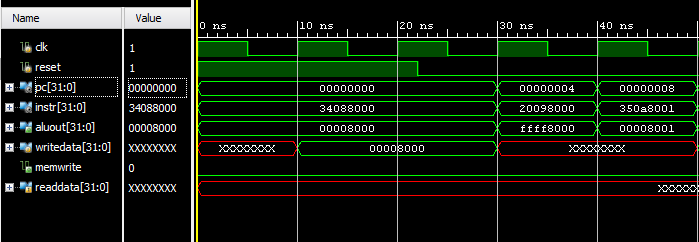 Name Value
0 ns 10 ns 20 ns 30 ns 40 ns
clk 1
reset 1
pc[31:0] 00000000 00000000 00000004 00000008
instr[31:0] 34088000 34088000 20098000 350a8001
aluout[31:0] 00008000 00008000 ffff8000 00008001
writedata[31:0] XXXXXXXX XXXXXXXX 00008000 XXXXXXXX
memwrite 0
readdata[31:0] XXXXXXXX XXXXX